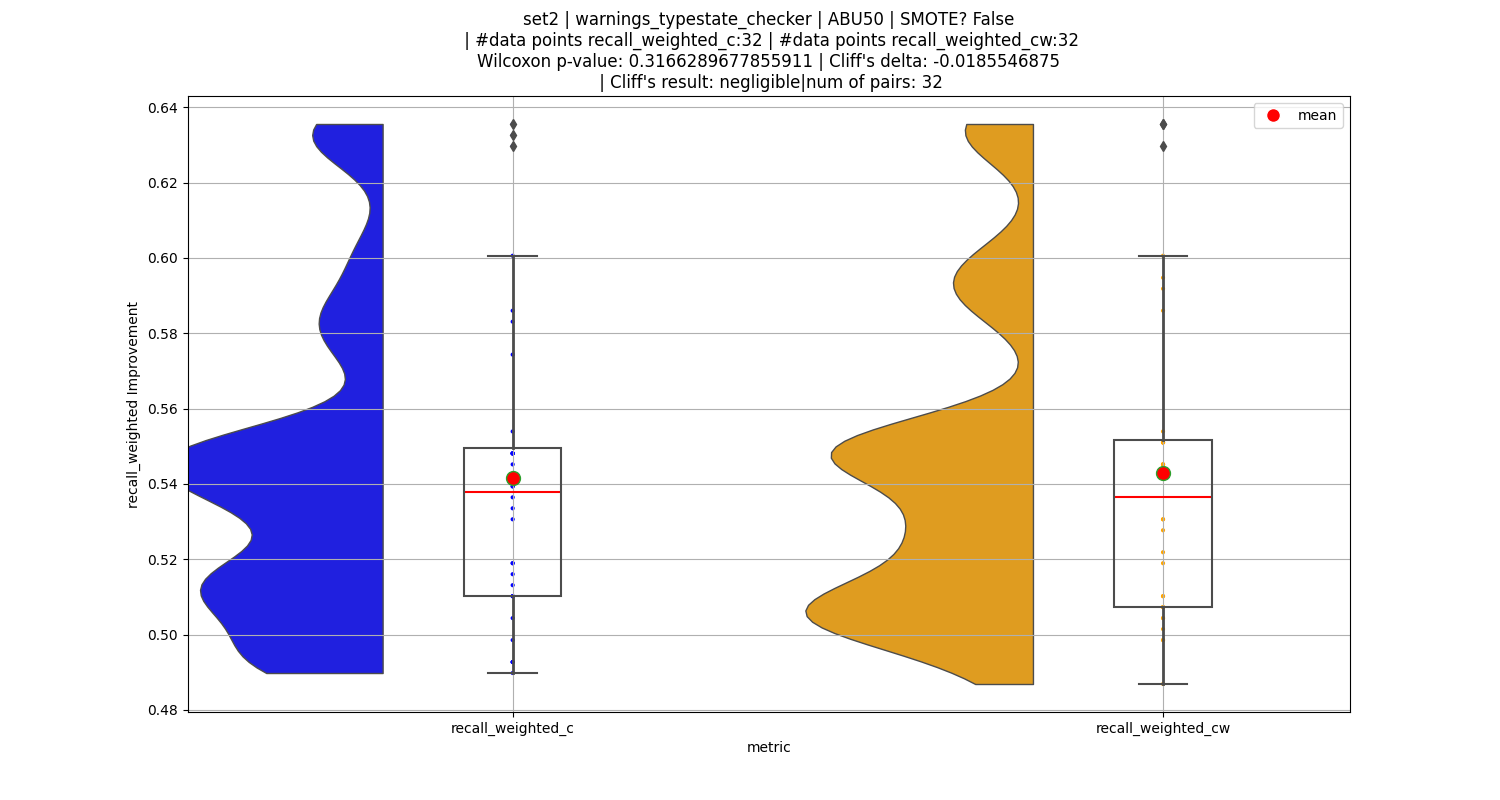 set2 | warnings_typestate_checker | ABU50 | SMOTE? False
| #data points recall_weighted_c:32 | #data points recall_weighted_cw:32
Wilcoxon p-value: 0.3166289677855911 | Cliff's delta: -0.0185546875
| Cliff's result: negligible|num of pairs: 32
mean
0.64
0.62
0.60
0.58
0.56
0.54
0.52
0.50
0.48
recall_weighted Improvement
recall_weighted_c
recall_weighted_cw
metric